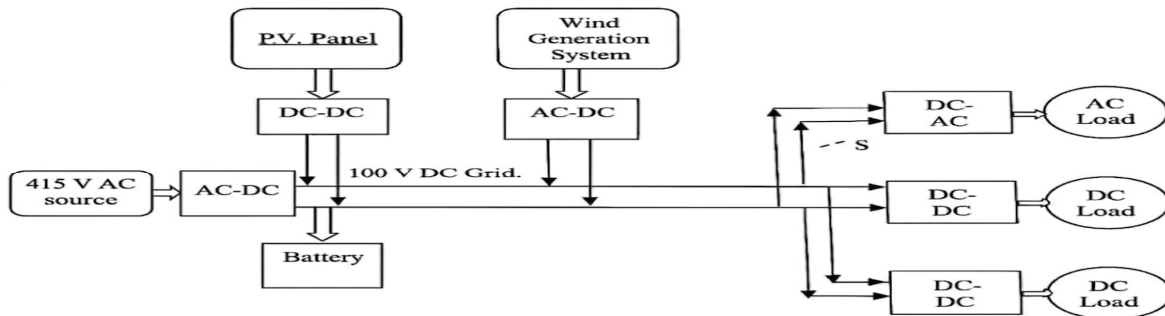 P.V. Panel
Wind
Generation
System
DC-DC
AC-DC
DC-
AC
AC
Load
S
415 V AC
source
AC-DC
100 V DC Grid.
DC-
DC
DC
Load
Battery
DC-
DC
DC
Load